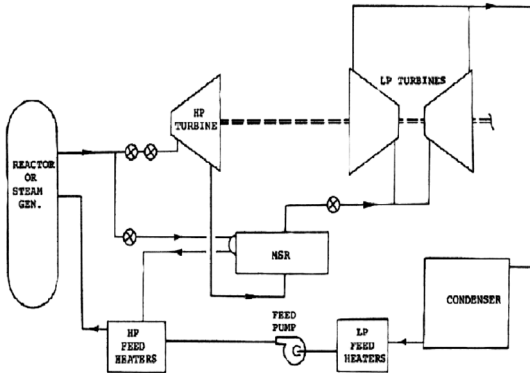 LP TURBINES
HP
TURBINE
REACTOR
OR
STEAM
GEN.
MSR
CONDENSER
FEED
PUMP
HP
FEED
HEATERS
LP
FEED
HEATERS